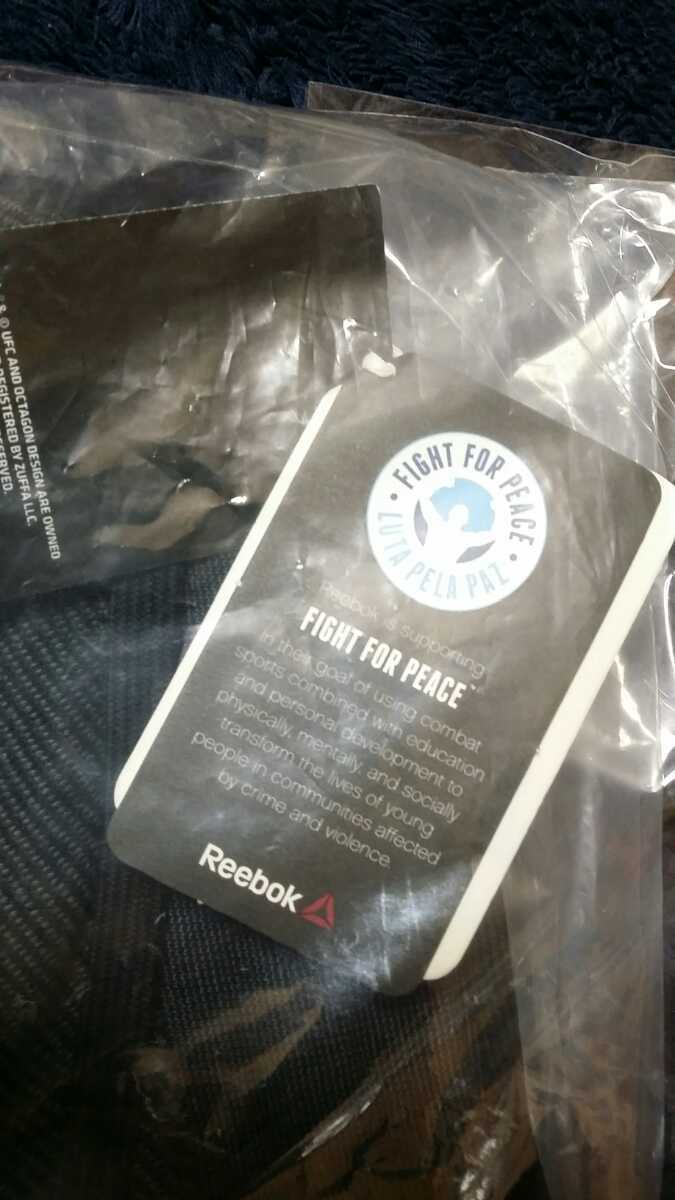 & © UFC AND OCTAGON DESIGN ARE OWNED
REGISTERED BY ZUFFA LLC.
RESERVED.
FIGHT FOR PEACE
LUTA PELA PAZ
Reebok is supporting
FIGHT FOR PEACE™
in their goal of using combat
sports combined with education
and personal development to
physically, mentally, and socially
transform the lives of young
people in communities affected
by crime and violence.
Reebok